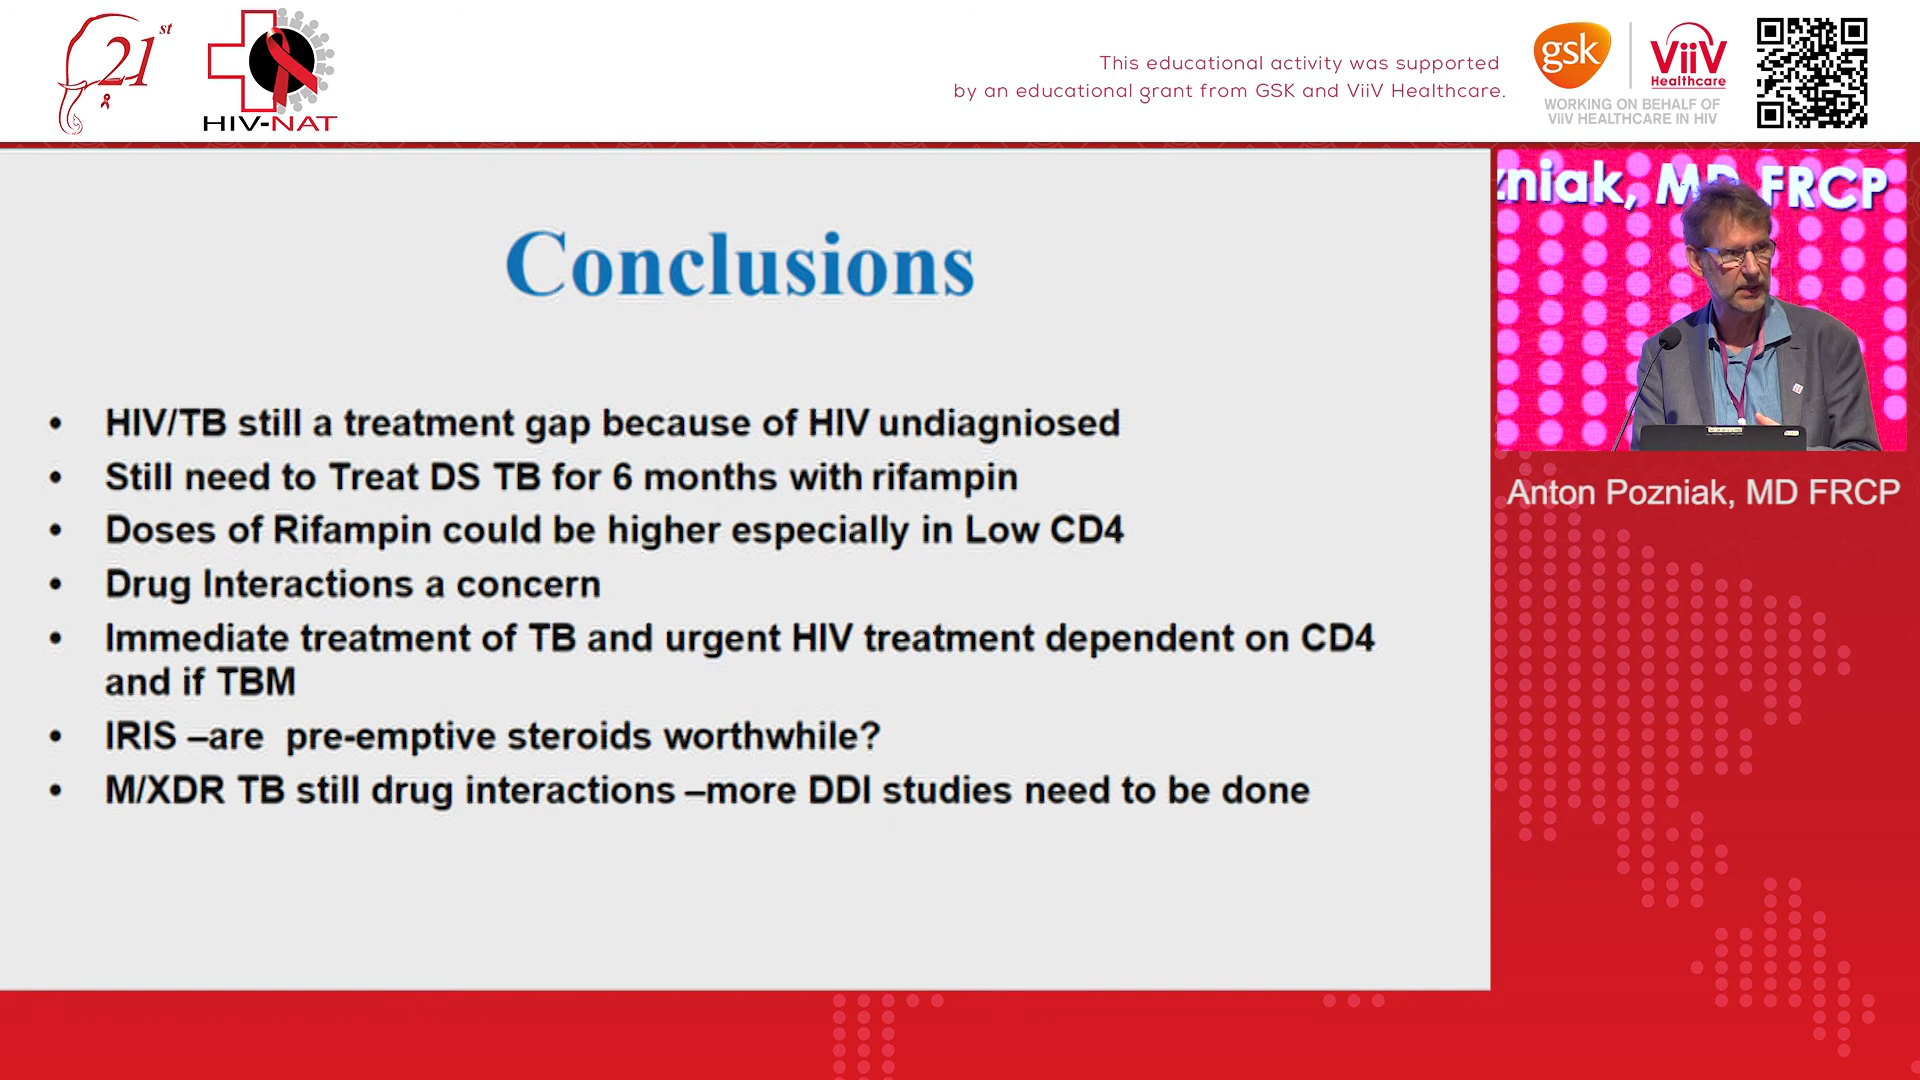 21st
HIV-NAT
This educational activity was supported
by an educational grant from GSK and ViiV Healthcare.
gsk
ViiV
Healthcare
WORKING ON BEHALF OF
ViiV HEALTHCARE IN HIV
zniak, MD FRCP
Anton Pozniak, MD FRCP
Conclusions
• HIV/TB still a treatment gap because of HIV undiagniosed
• Still need to Treat DS TB for 6 months with rifampin
• Doses of Rifampin could be higher especially in Low CD4
• Drug Interactions a concern
• Immediate treatment of TB and urgent HIV treatment dependent on CD4
and if TBM
• IRIS –are pre-emptive steroids worthwhile?
• M/XDR TB still drug interactions –more DDI studies need to be done